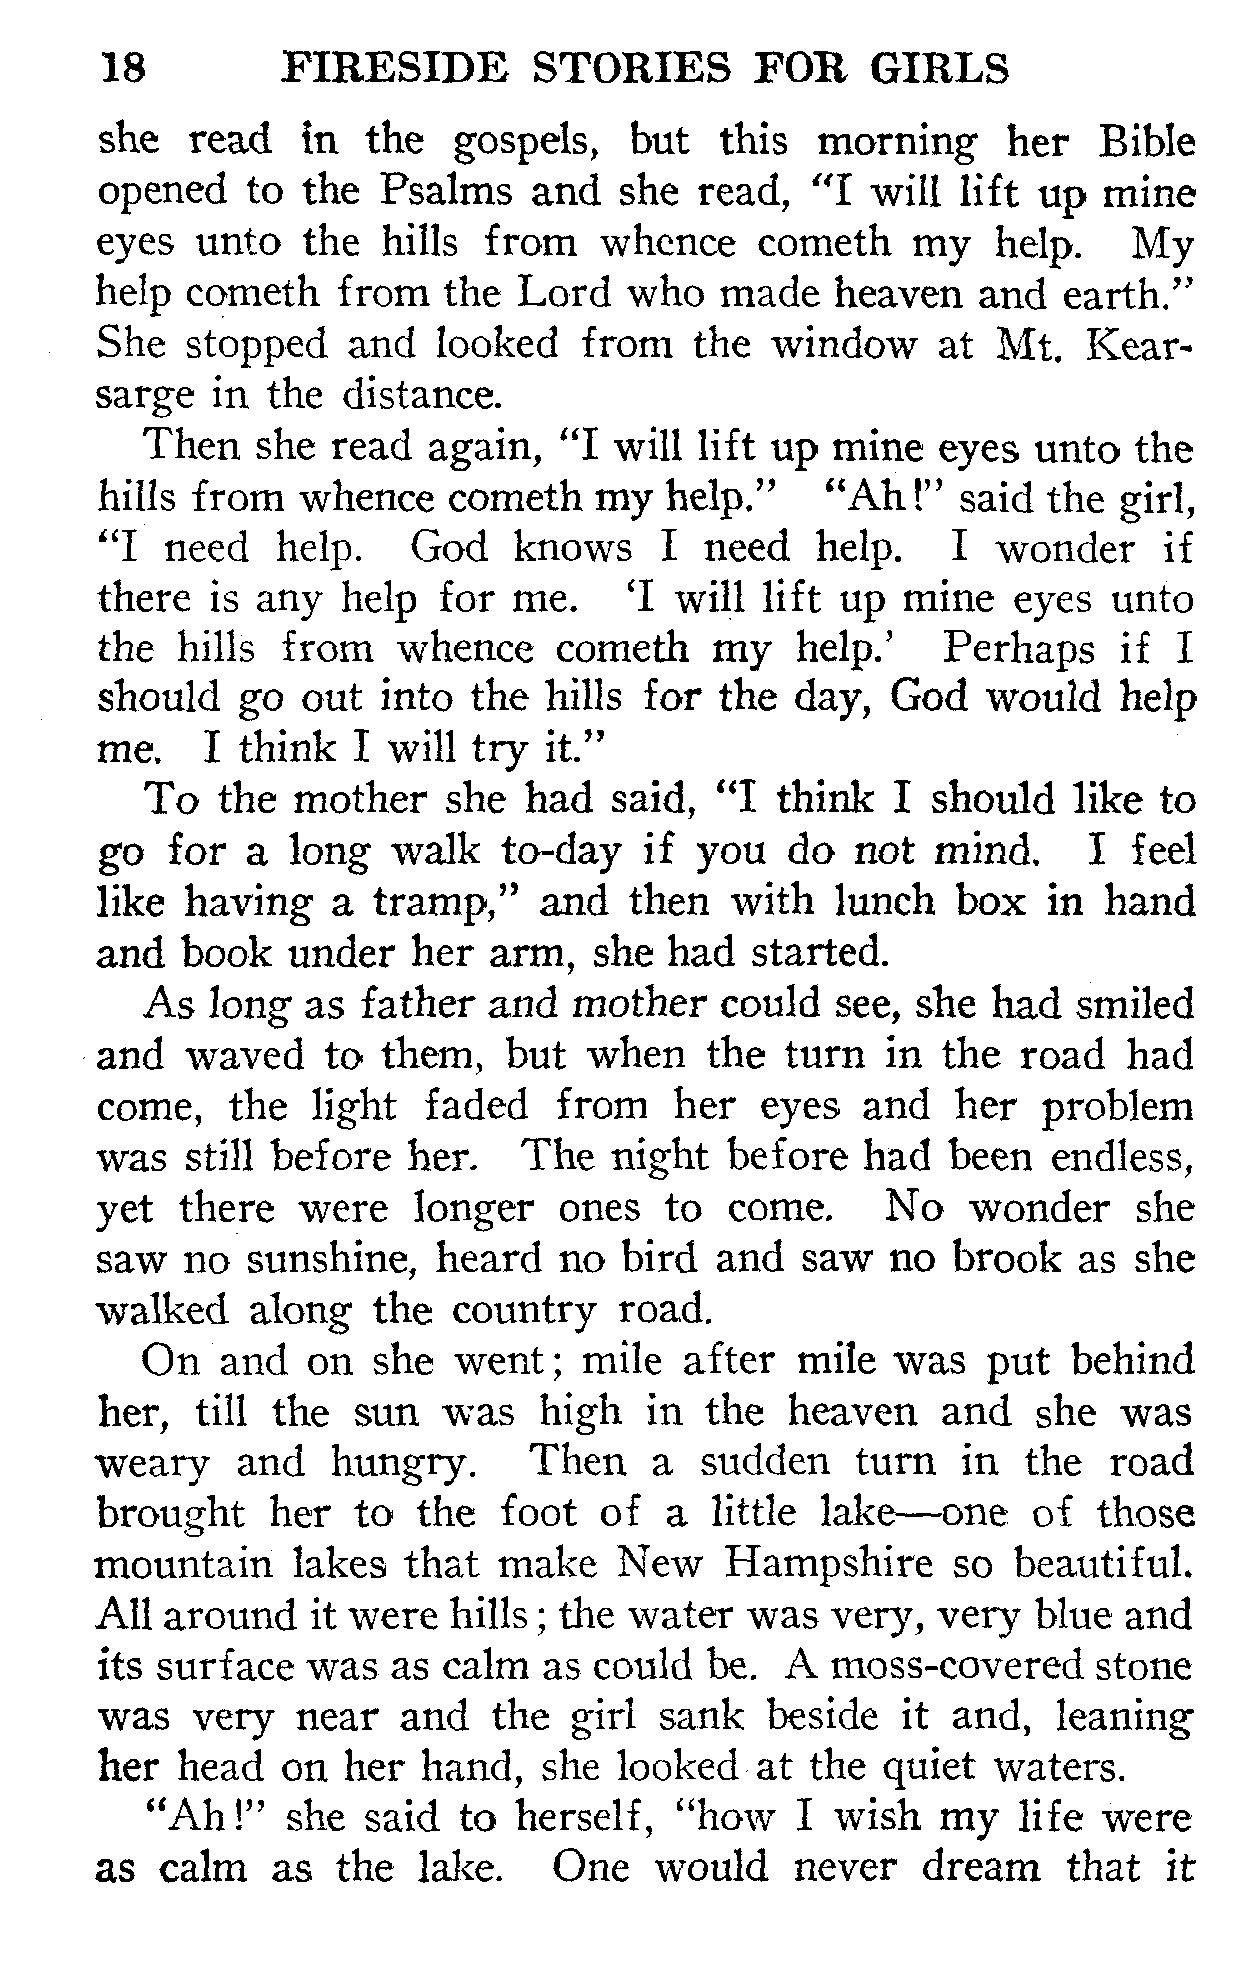 18 FIRESIDE STORIES FOR GIRLS
she read in the gospels, but this morning her Bible
opened to the Psalms and she read, "I will lift up mine
eyes unto the hills from whence cometh my help. My
help cometh from the Lord who made heaven and earth."
She stopped and looked from the window at Mt. Kear-
sarge in the distance.
Then she read again, "I will lift up mine eyes unto the
hills from whence cometh my help." "Ah!" said the girl,
"I need help. God knows I need help. I wonder if
there is any help for me. 'I will lift up mine eyes unto
the hills from whence cometh my help.' Perhaps if I
should go out into the hills for the day, God would help
me. I think I will try it."
To the mother she had said, "I think I should like to
go for a long walk to-day if you do not mind. I feel
like having a tramp," and then with lunch box in hand
and book under her arm, she had started.
As long as father and mother could see, she had smiled
and waved to them, but when the turn in the road had
come, the light faded from her eyes and her problem
was still before her. The night before had been endless,
yet there were longer ones to come. No wonder she
saw no sunshine, heard no bird and saw no brook as she
walked along the country road.
On and on she went; mile after mile was put behind
her, till the sun was high in the heaven and she was
weary and hungry. Then a sudden turn in the road
brought her to the foot of a little lake—one of those
mountain lakes that make New Hampshire so beautiful.
All around it were hills; the water was very, very blue and
its surface was as calm as could be. A moss-covered stone
was very near and the girl sank beside it and, leaning
her head on her hand, she looked at the quiet waters.
"Ah!" she said to herself, "how I wish my life were
as calm as the lake. One would never dream that it